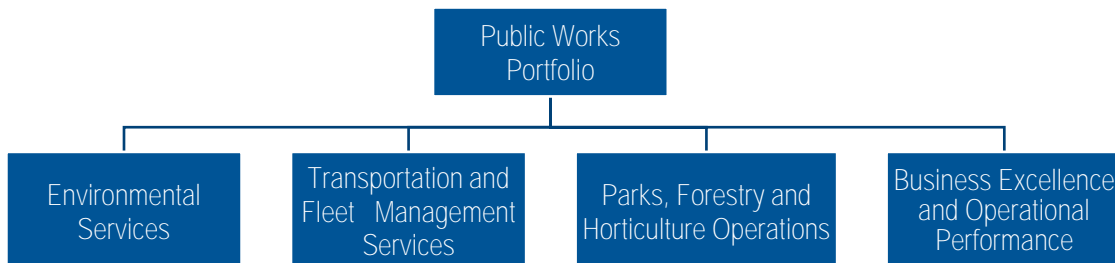 Public Works
Portfolio
Environmental
Services
Transportation and
Fleet Management
Services
Parks, Forestry and
Horticulture Operations
Business Excellence
and Operational
Performance